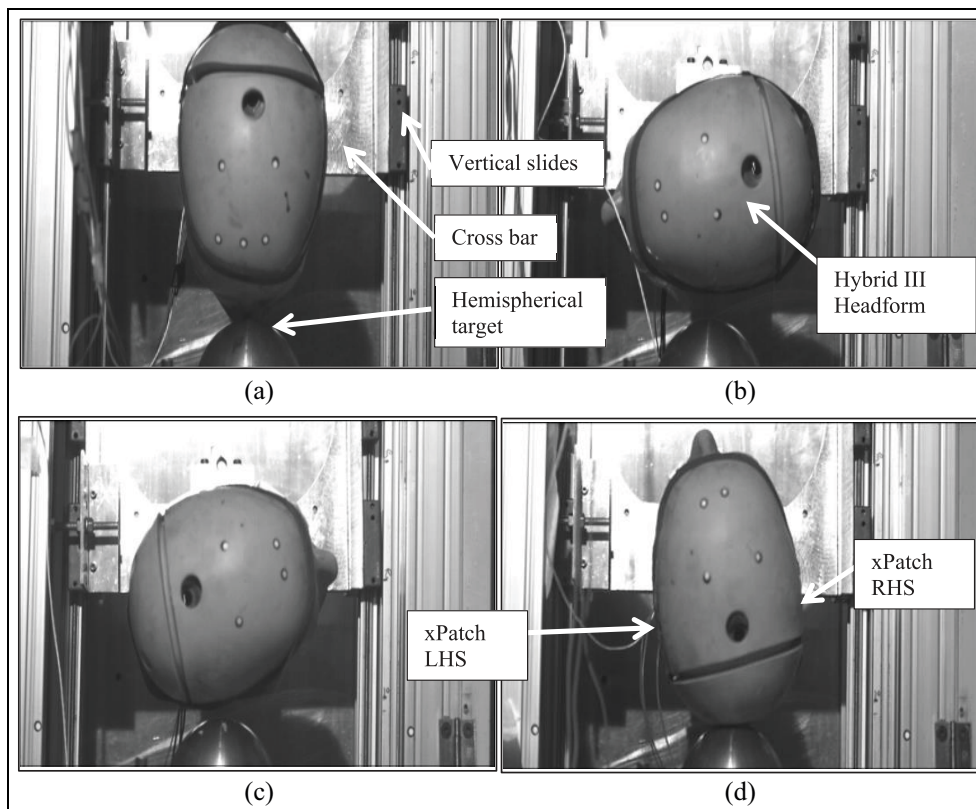 Vertical slides
Cross bar
Hemispherical
target
(a)
Hybrid III
Headform
(b)
xPatch
LHS
(c)
xPatch
RHS
(d)